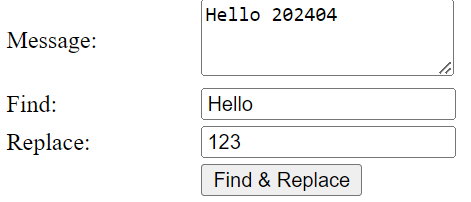 Message:
Hello 202404
Find:
Hello
Replace:
123
Find & Replace